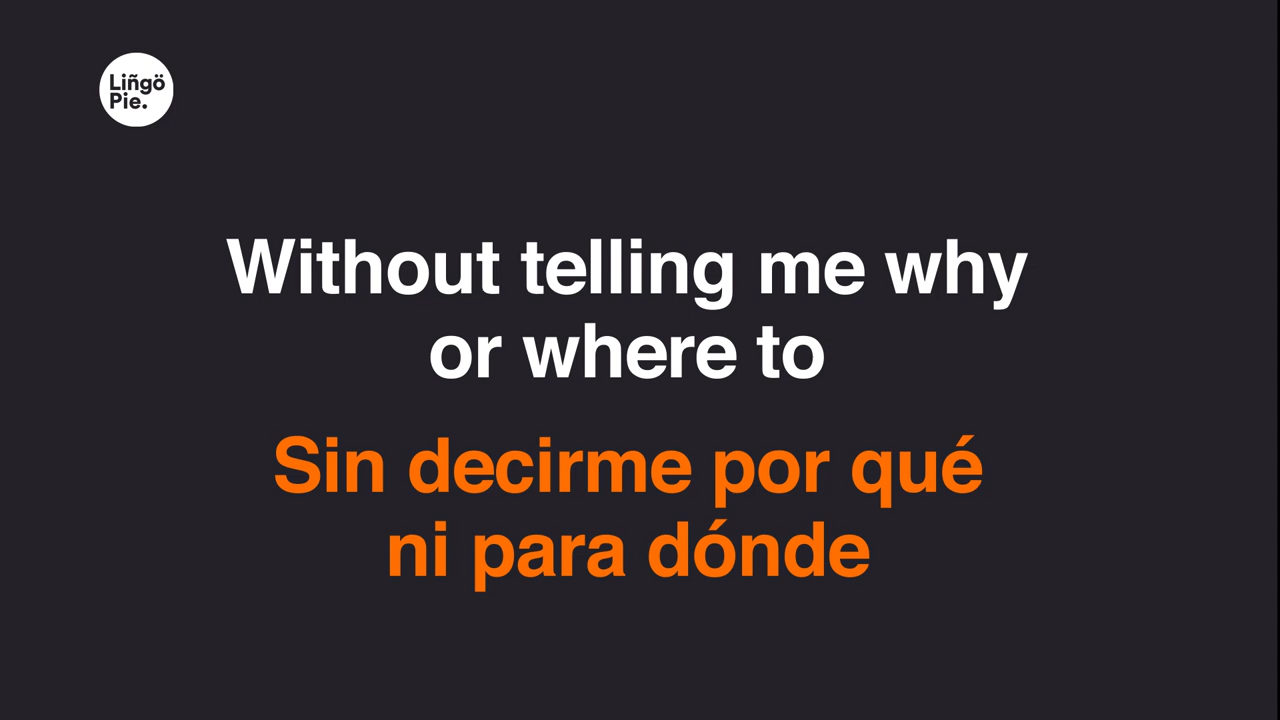 Liñgö
Pie.
Without telling me why
or where to
Sin decirme por qué
ni para dónde